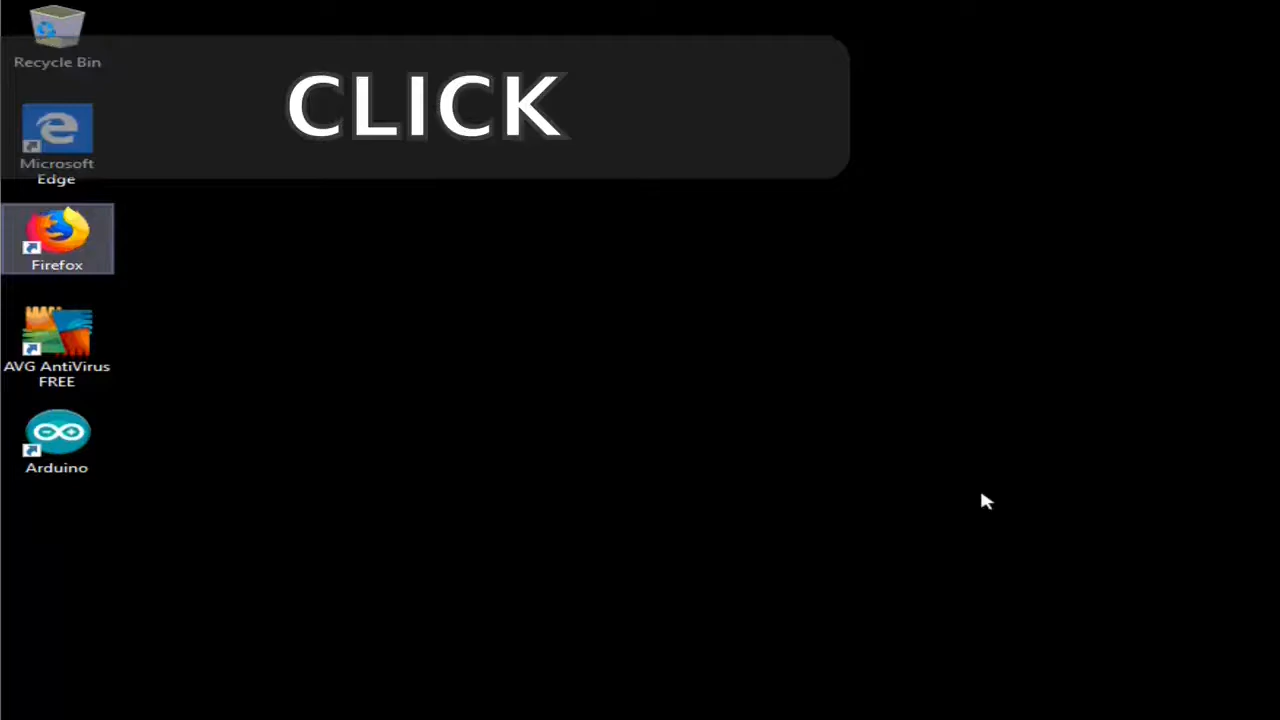 Recycle Bin
CLICK
Microsoft
Edge
Firefox
AVG AntiVirus
FREE
Arduino